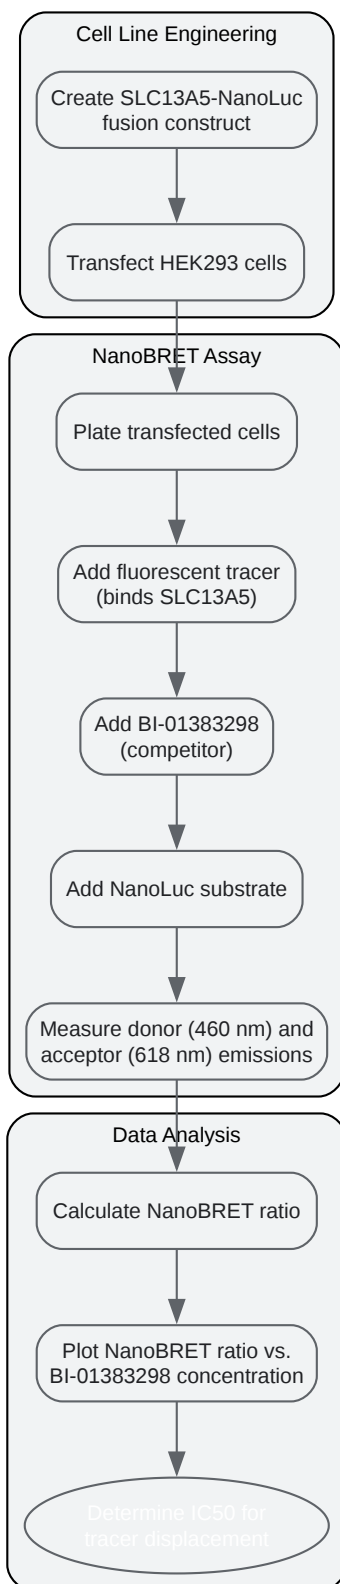 Cell Line Engineering
Create SLC13A5-NanoLuc
fusion construct
Transfect HEK293 cells
NanoBRET Assay
Plate transfected cells
Add fluorescent tracer
(binds SLC13A5)
Add BI-01383298
(competitor)
Add NanoLuc substrate
Measure donor (460 nm) and
acceptor (618 nm) emissions
Data Analysis
Calculate NanoBRET ratio
Plot NanoBRET ratio vs.
BI-01383298 concentration
Determine IC50 for
tracer displacement